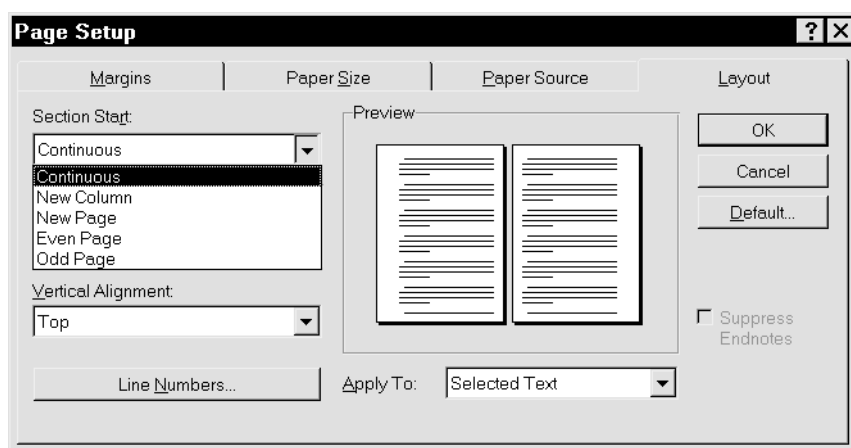 Page Setup
Margins Paper Size Paper Source Layout
Section Start:
Continuous
Continuous
New Column
New Page
Even Page
Odd Page
Vertical Alignment:
Top
Line Numbers...
Preview
Apply To: Selected Text
OK
Cancel
Default...
Suppress
Endnotes